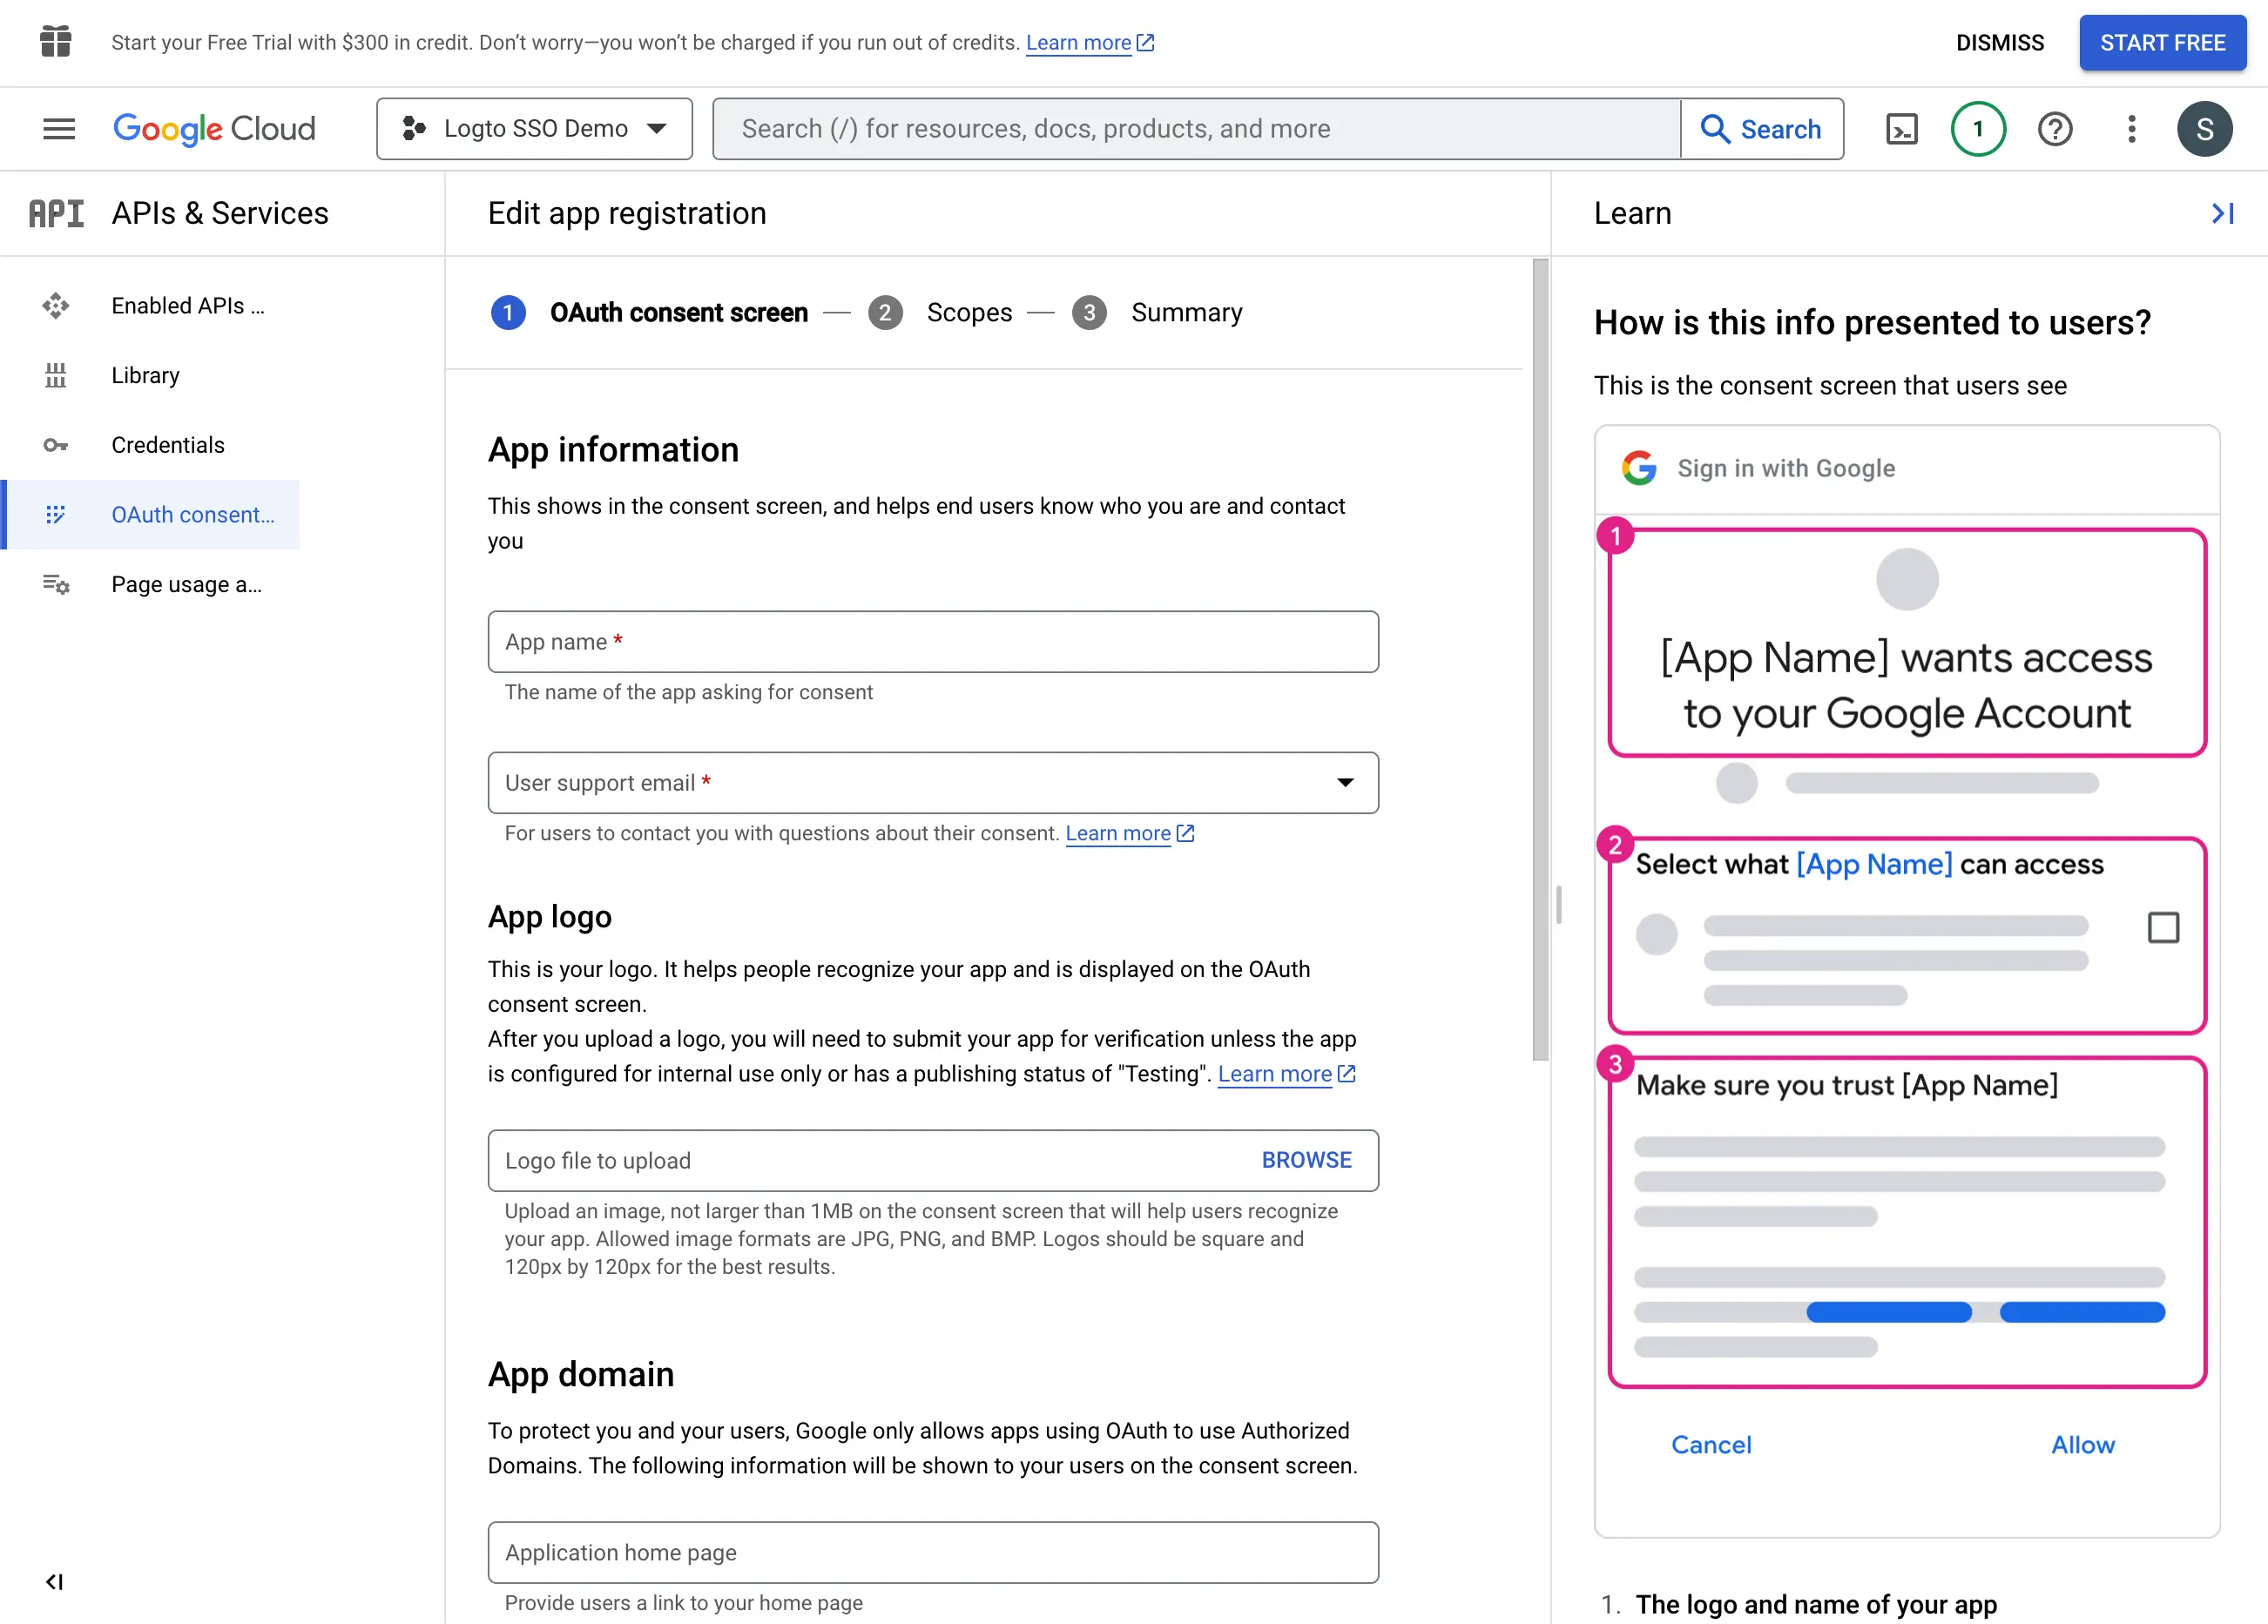 Start your Free Trial with $300 in credit. Don’t worry—you won’t be charged if you run out of credits. Learn more
DISMISS
START FREE
Google Cloud
Logto SSO Demo
Search (/) for resources, docs, products, and more
Search
1
S
API
APIs & Services
Enabled APIs ...
Library
Credentials
OAuth consent...
Page usage a...
Edit app registration
1 OAuth consent screen — 2 Scopes — 3 Summary
App information
This shows in the consent screen, and helps end users know who you are and contact
you
App name *
The name of the app asking for consent
User support email *
For users to contact you with questions about their consent. Learn more
App logo
This is your logo. It helps people recognize your app and is displayed on the OAuth
consent screen.
After you upload a logo, you will need to submit your app for verification unless the app
is configured for internal use only or has a publishing status of "Testing". Learn more
Logo file to upload
BROWSE
Upload an image, not larger than 1MB on the consent screen that will help users recognize
your app. Allowed image formats are JPG, PNG, and BMP. Logos should be square and
120px by 120px for the best results.
App domain
To protect you and your users, Google only allows apps using OAuth to use Authorized
Domains. The following information will be shown to your users on the consent screen.
Application home page
Provide users a link to your home page
Learn
How is this info presented to users?
This is the consent screen that users see
Sign in with Google
1
[App Name] wants access
to your Google Account
2
Select what [App Name] can access
3
Make sure you trust [App Name]
Cancel
Allow
1. The logo and name of your app